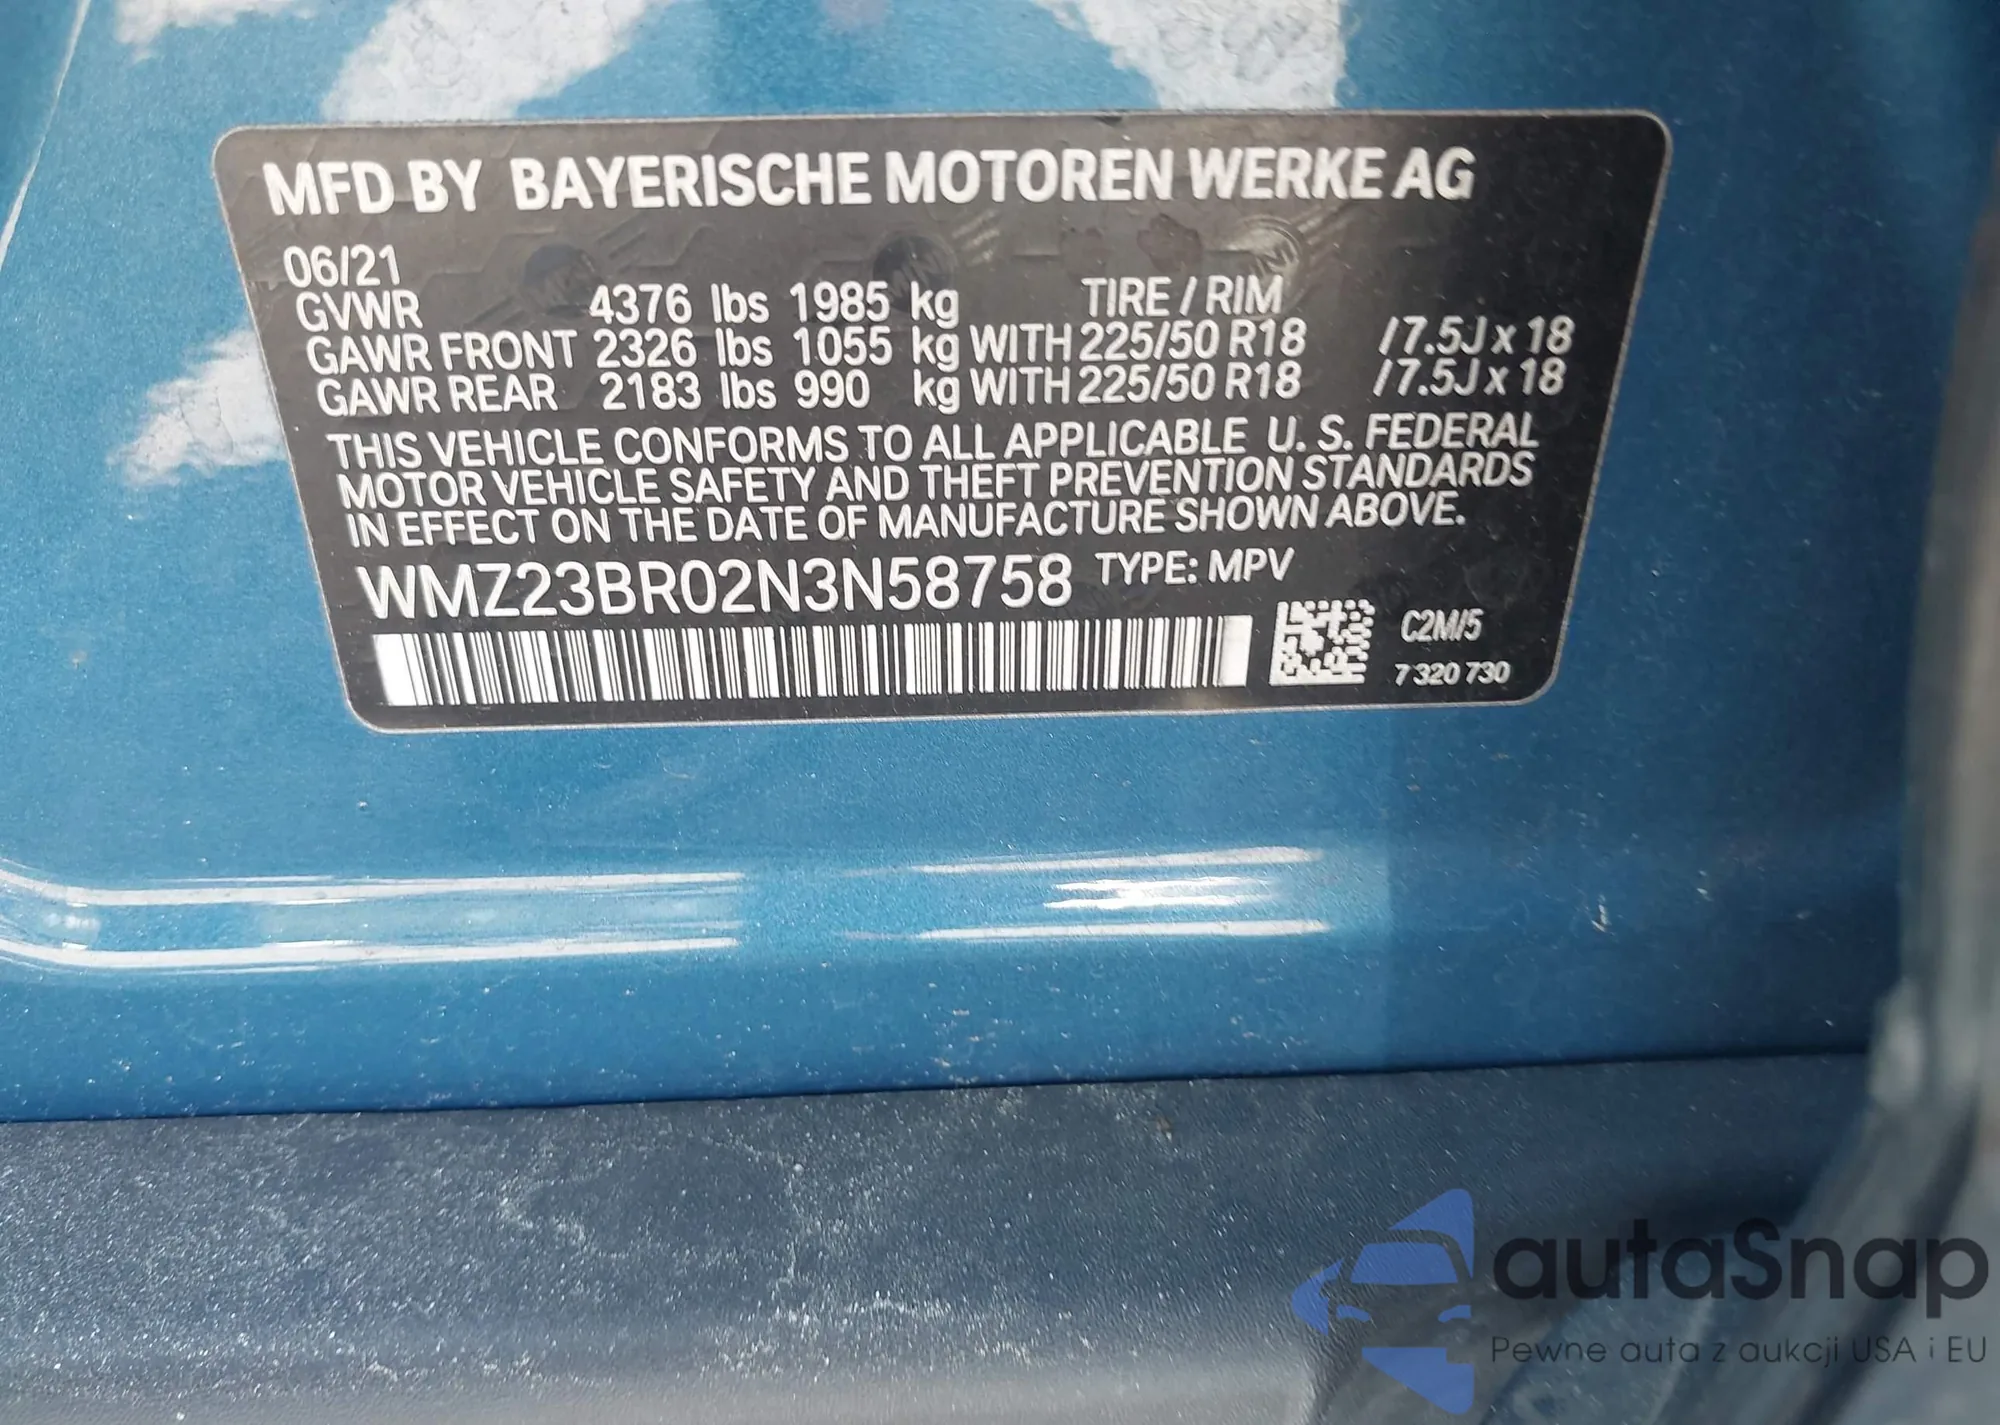 MFD BY BAYERISCHE MOTOREN WERKE AG
06/21
GVWR 4376 lbs 1985 kg TIRE / RIM
GAWR FRONT 2326 lbs 1055 kg WITH 225/50 R18 /7.5J x 18
GAWR REAR 2183 lbs 990 kg WITH 225/50 R18 /7.5J x 18
THIS VEHICLE CONFORMS TO ALL APPLICABLE U. S. FEDERAL
MOTOR VEHICLE SAFETY AND THEFT PREVENTION STANDARDS
IN EFFECT ON THE DATE OF MANUFACTURE SHOWN ABOVE.
WMZ23BR02N3N58758 TYPE: MPV
C2M/5
7 320 730
autaSnap
Pewne auta z aukcji USA i EU